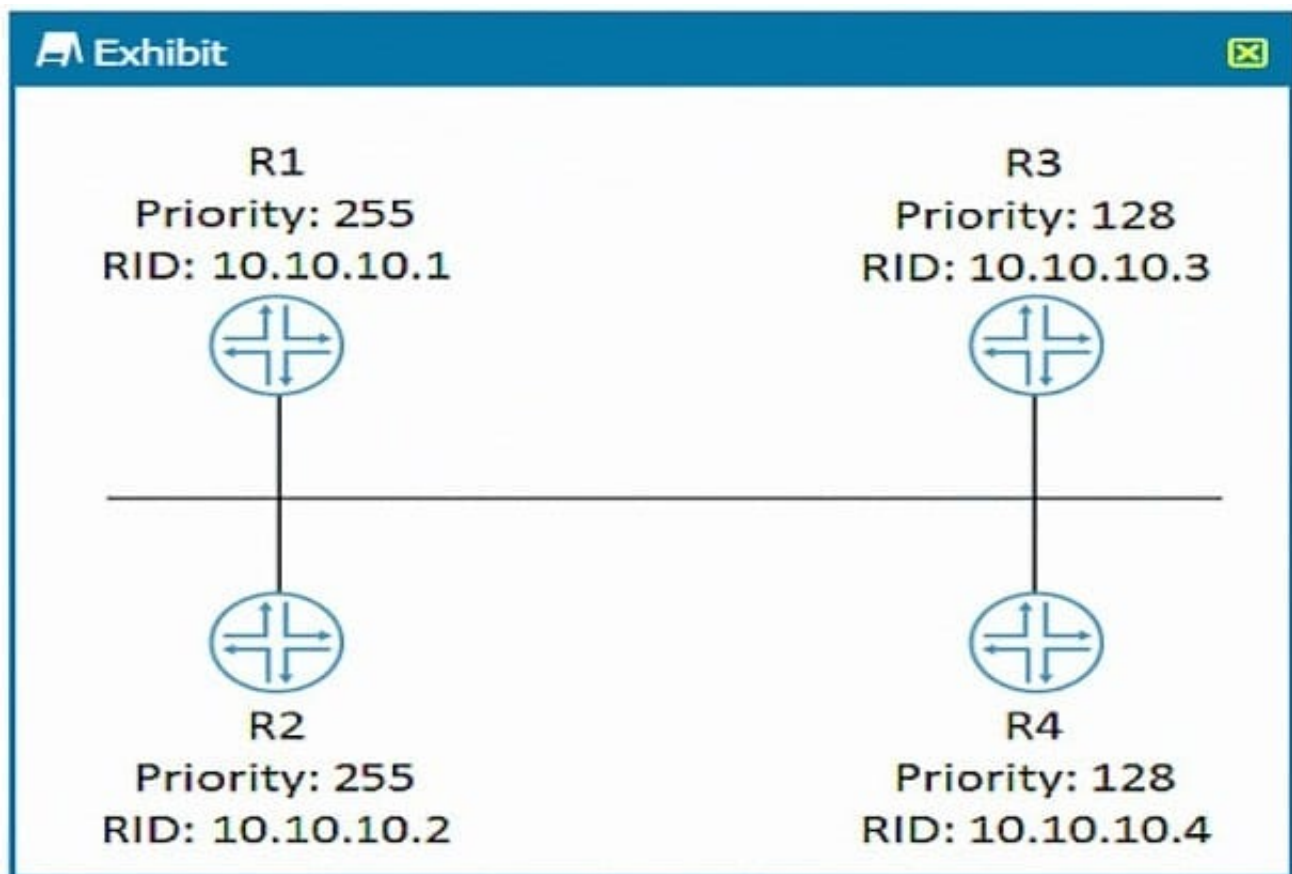 Exhibit
R1
Priority: 255
RID: 10.10.10.1
R3
Priority: 128
RID: 10.10.10.3
R2
Priority: 255
RID: 10.10.10.2
R4
Priority: 128
RID: 10.10.10.4